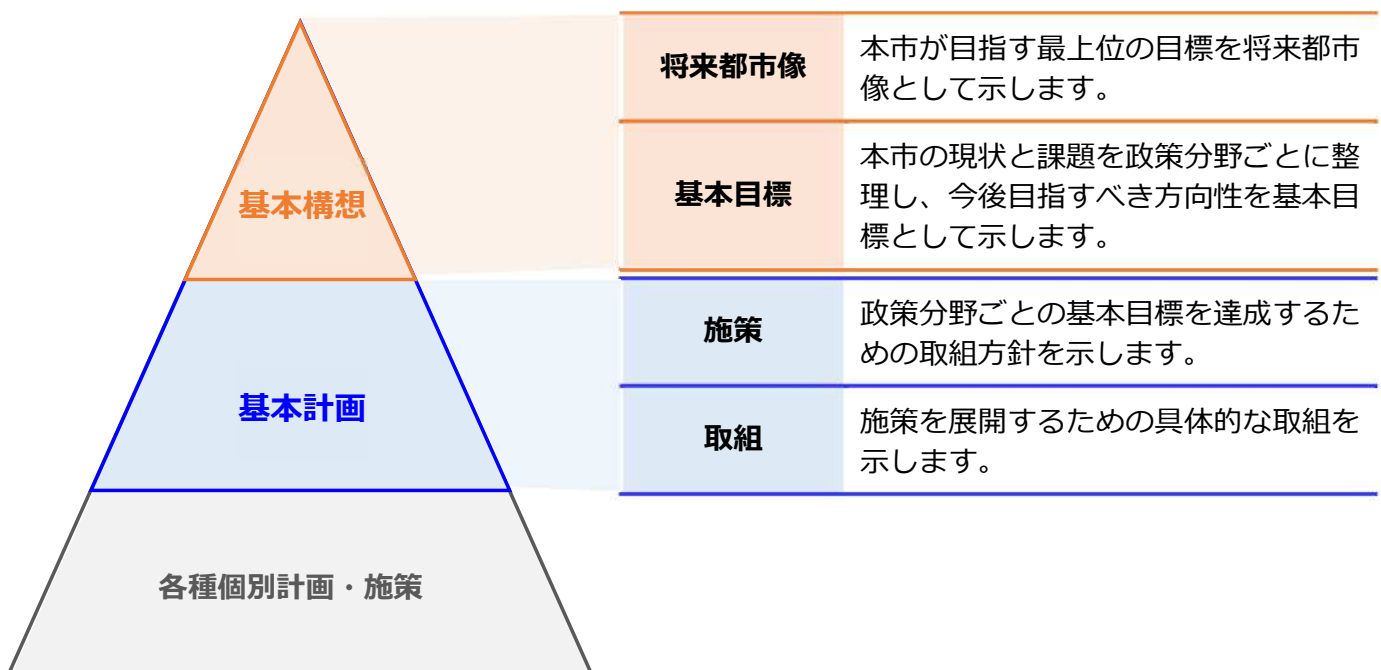 基本構想
基本計画
各種個別計画・施策
将来都市像
本市が目指す最上位の目標を将来都市
像として示します。
基本目標
本市の現状と課題を政策分野ごとに整
理し、今後目指すべき方向性を基本目
標として示します。
施策
政策分野ごとの基本目標を達成するた
めの取組方針を示します。
取組
施策を展開するための具体的な取組を
示します。